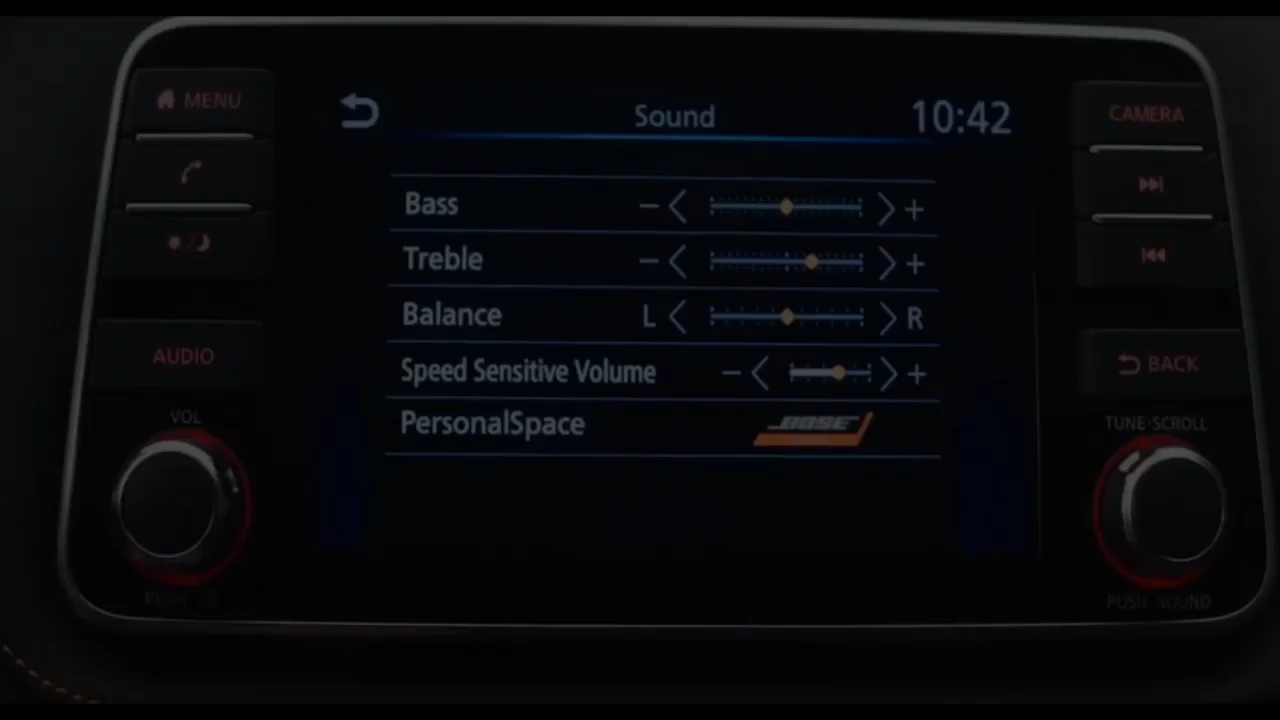 MENU
Sound
10:42
CAMERA
Bass
− +
Treble
− +
Balance
L R
Speed Sensitive Volume
− +
PersonalSpace
BOSE
AUDIO
BACK
VOL
TUNE·SCROLL
PUSH
PUSH SOUND